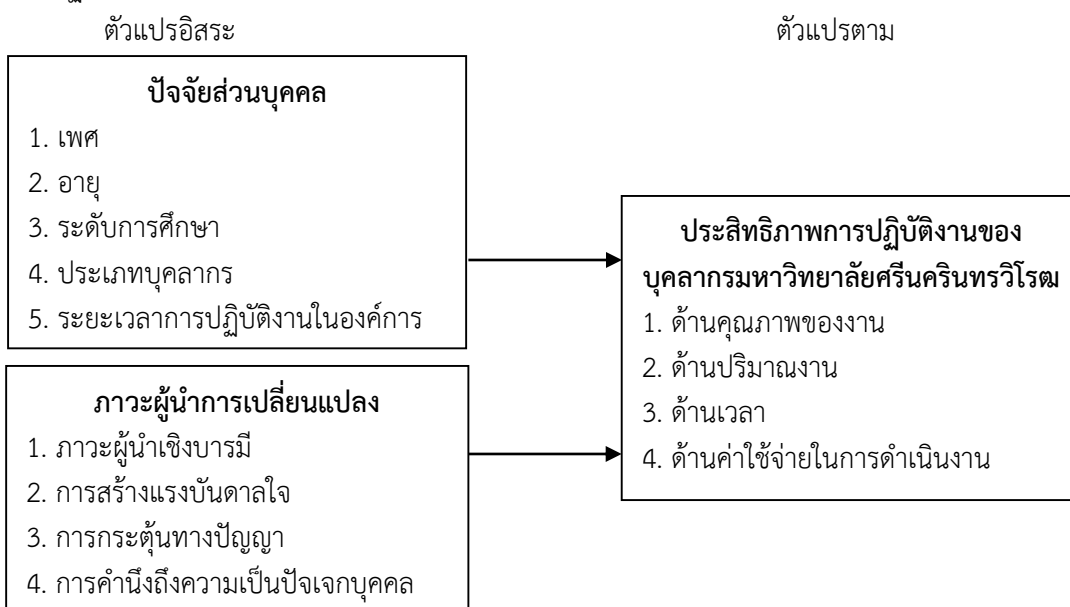 ตัวแปรอิสระ
ตัวแปรตาม
ปัจจัยส่วนบุคคล
1. เพศ
2. อายุ
3. ระดับการศึกษา
4. ประเภทบุคลากร
5. ระยะเวลาการปฏิบัติงานในองค์การ
ภาวะผู้นำการเปลี่ยนแปลง
1. ภาวะผู้นำเชิงบารมี
2. การสร้างแรงบันดาลใจ
3. การกระตุ้นทางปัญญา
4. การคำนึงถึงความเป็นปัจเจกบุคคล
ประสิทธิภาพการปฏิบัติงานของ
บุคลากรมหาวิทยาลัยศรีนครินทรวิโรฒ
1. ด้านคุณภาพของงาน
2. ด้านปริมาณงาน
3. ด้านเวลา
4. ด้านค่าใช้จ่ายในการดำเนินงาน